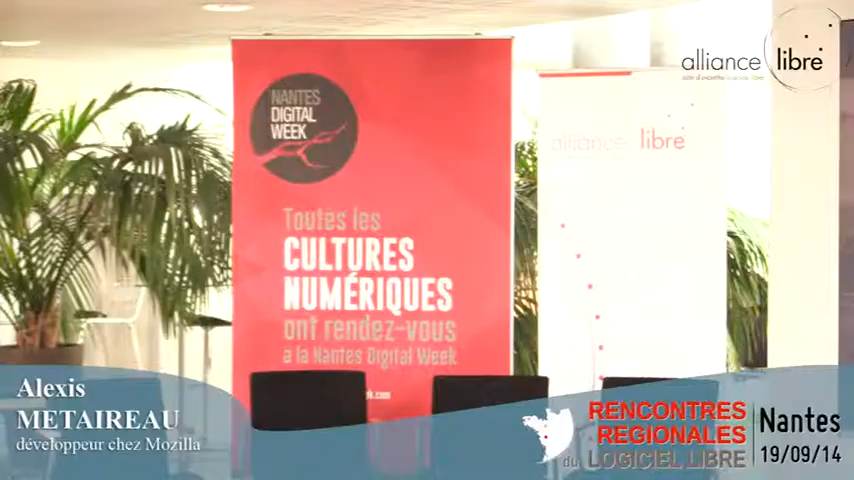 alliance libre
NANTES
DIGITAL
WEEK
alliance libre
Toutes les
CULTURES
NUMÉRIQUES
ont rendez-vous
à la Nantes Digital Week
Alexis
METAIREAU
développeur chez Mozilla
RENCONTRES
REGIONALES
du LOGICIEL LIBRE
Nantes
19/09/14